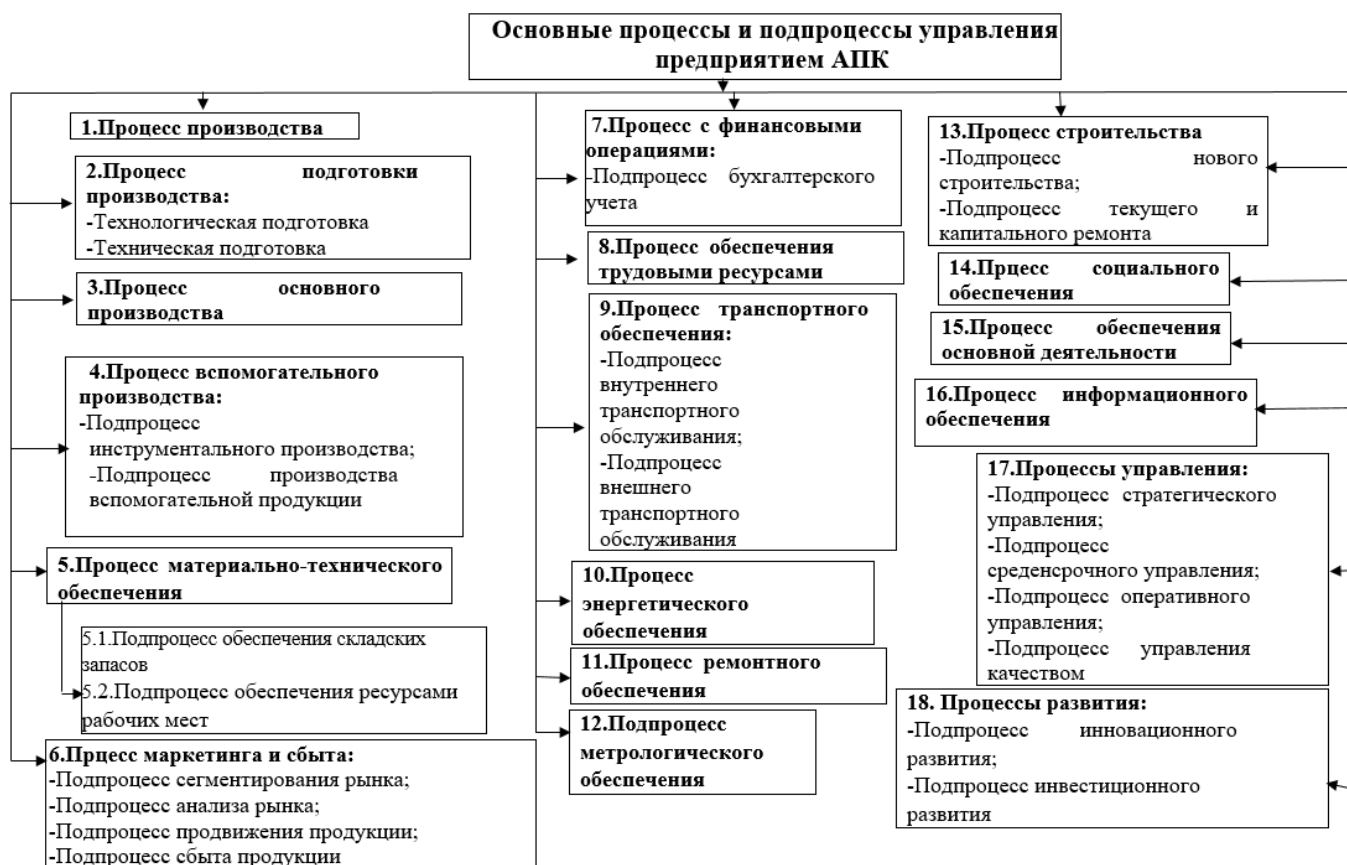 Основные процессы и подпроцессы управления
предприятием АПК
1.Процесс производства
2.Процесс подготовки
производства:
-Технологическая подготовка
-Техническая подготовка
3.Процесс основного
производства
4.Процесс вспомогательного
производства:
-Подпроцесс
инструментального производства;
-Подпроцесс производства
вспомогательной продукции
5.Процесс материально-технического
обеспечения
5.1.Подпроцесс обеспечения складских
запасов
5.2.Подпроцесс обеспечения ресурсами
рабочих мест
6.Прцесс маркетинга и сбыта:
-Подпроцесс сегментирования рынка;
-Подпроцесс анализа рынка;
-Подпроцесс продвижения продукции;
-Подпроцесс сбыта продукции
7.Процесс с финансовыми
операциями:
-Подпроцесс бухгалтерского
учета
8.Процесс обеспечения
трудовыми ресурсами
9.Процесс транспортного
обеспечения:
-Подпроцесс
внутреннего
транспортного
обслуживания;
-Подпроцесс
внешнего
транспортного
обслуживания
10.Процесс
энергетического
обеспечения
11.Процесс ремонтного
обеспечения
12.Подпроцесс
метрологического
обеспечения
13.Процесс строительства
-Подпроцесс нового
строительства;
-Подпроцесс текущего и
капитального ремонта
14.Прцесс социального
обеспечения
15.Процесс обеспечения
основной деятельности
16.Процесс информационного
обеспечения
17.Процессы управления:
-Подпроцесс стратегического
управления;
-Подпроцесс
среденсрочного управления;
-Подпроцесс оперативного
управления;
-Подпроцесс управления
качеством
18. Процессы развития:
-Подпроцесс инновационного
развития;
-Подпроцесс инвестиционного
развития